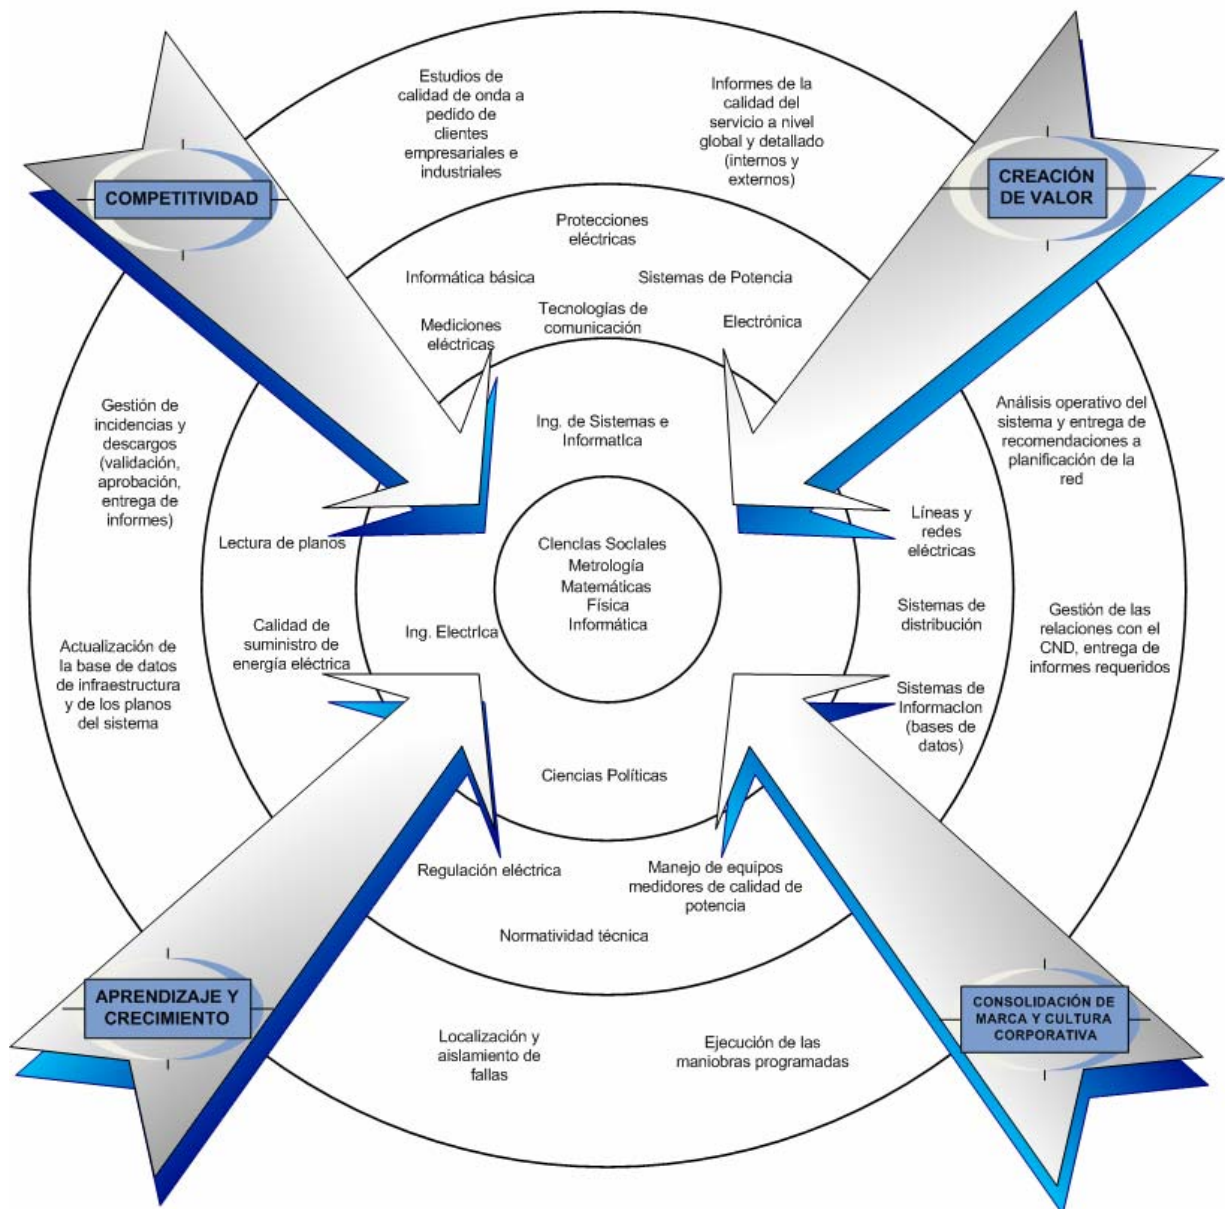 Estudios de
calidad de onda a
pedido de
clientes
empresariales e
industriales
Informes de la
calidad del
servicio a nivel
global y detallado
(internos y
externos)
COMPETITIVIDAD
CREACIÓN
DE VALOR
Protecciones
eléctricas
Informática básica
Sistemas de Potencia
Tecnologías de
comunicación
Mediciones
eléctricas
Electrónica
Gestión de
incidencias y
descargos
(validación,
aprobación,
entrega de
informes)
Ing. de Sistemas e
InformatIca
Análisis operativo del
sistema y entrega de
recomendaciones a
planificación de la
red
Lectura de planos
Líneas y
redes
eléctricas
CIencias Sociales
Metrología
Matemáticas
Física
Informática
Calidad de
suministro de
energía eléctrica
Ing. ElectrIca
Sistemas de
distribución
Gestión de las
relaciones con el
CND, entrega de
informes requeridos
Actualización de
la base de datos
de infraestructura
y de los planos
del sistema
Sistemas de
InformacIon
(bases de
datos)
Ciencias Políticas
Regulación eléctrica
Manejo de equipos
medidores de calidad de
potencia
Normatividad técnica
APRENDIZAJE Y
CRECIMIENTO
CONSOLIDACIÓN DE
MARCA Y CULTURA
CORPORATIVA
Localización y
aislamiento de
fallas
Ejecución de las
maniobras programadas